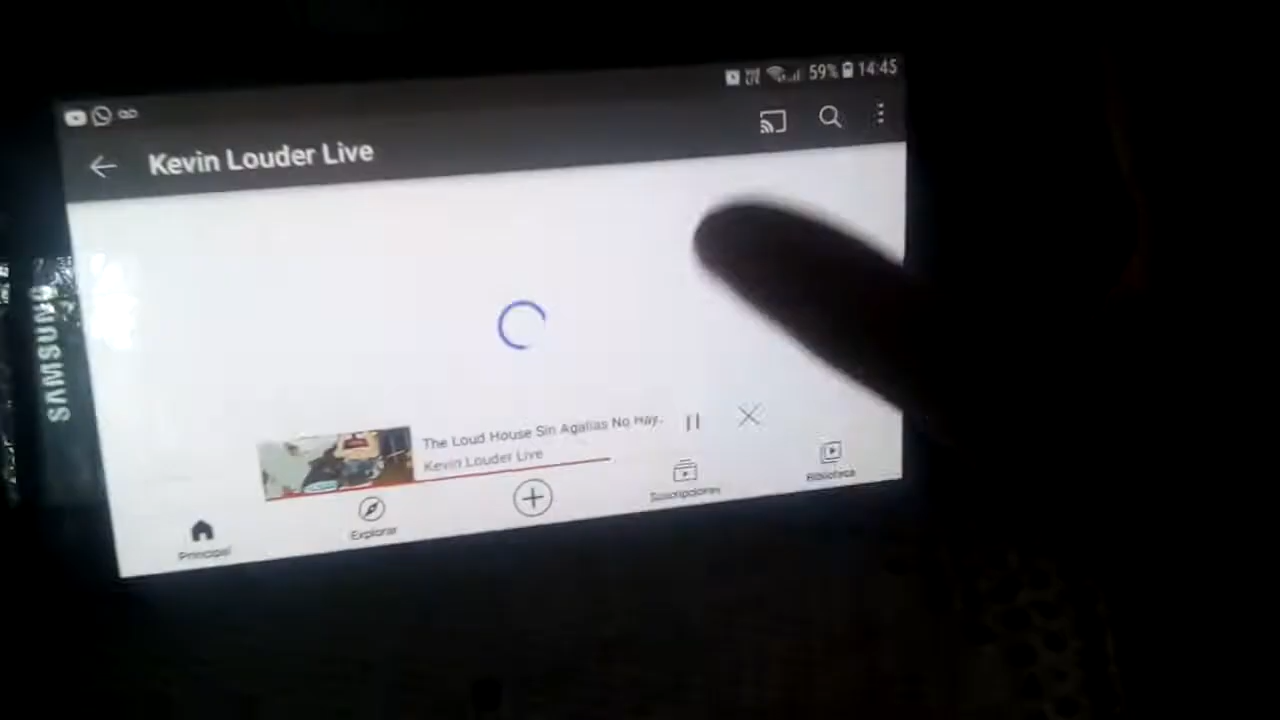 59% 14:45
Kevin Louder Live
SAMSUNG
The Loud House Sin Agallas No Hay..
Kevin Louder Live
Principal
Explorar
Suscripciones
Biblioteca